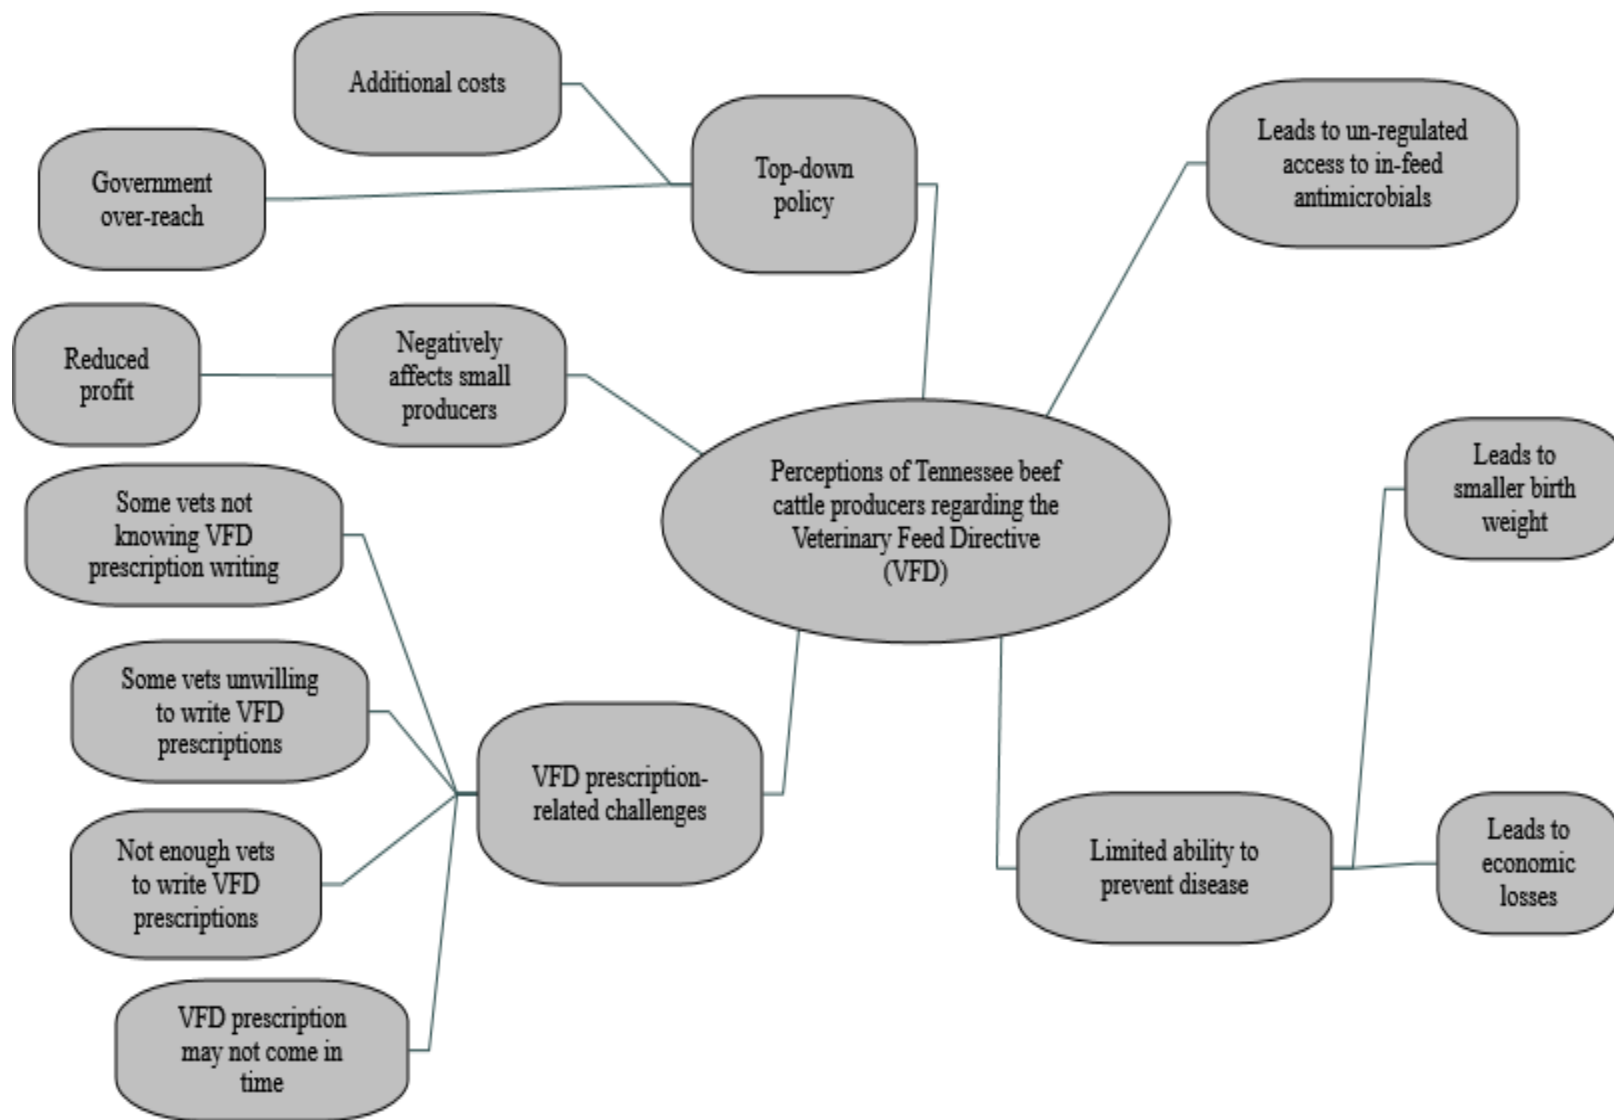 Additional costs
Government
over-reach
Top-down
policy
Leads to un-regulated
access to in-feed
antimicrobials
Reduced
profit
Negatively
affects small
producers
Perceptions of Tennessee beef
cattle producers regarding the
Veterinary Feed Directive
(VFD)
Leads to
smaller birth
weight
Some vets not
knowing VFD
prescription writing
Some vets unwilling
to write VFD
prescriptions
VFD prescription-
related challenges
Not enough vets
to write VFD
prescriptions
Limited ability to
prevent disease
Leads to
economic
losses
VFD prescription
may not come in
time